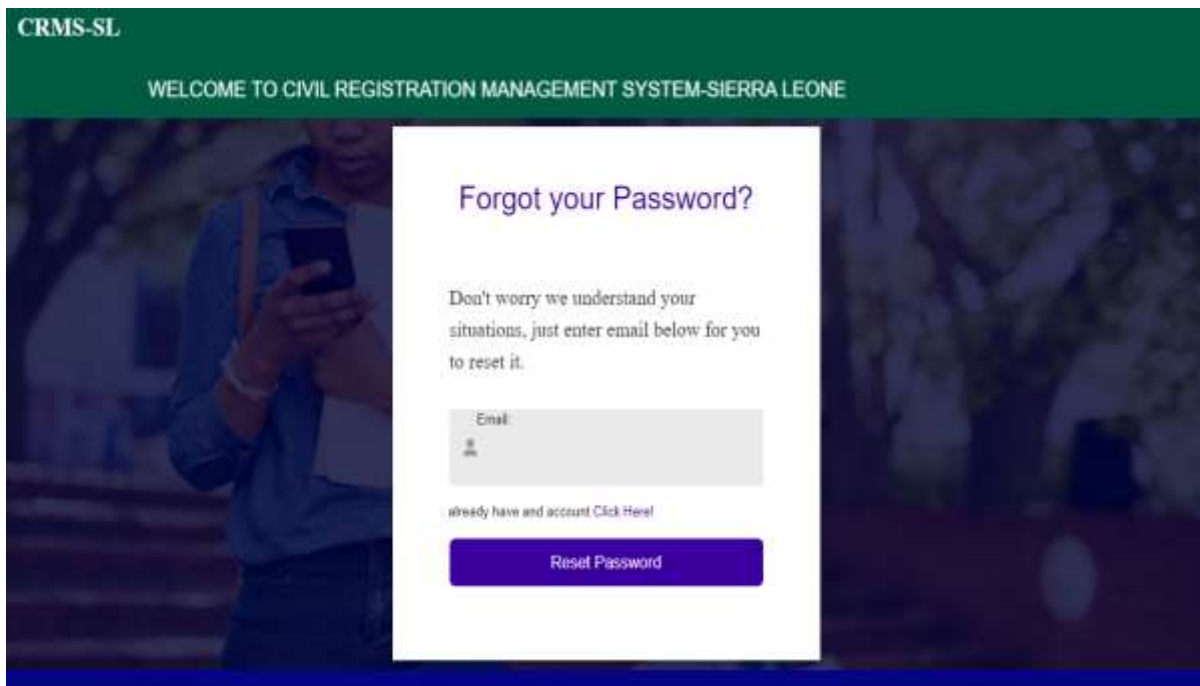 CRMS-SL
WELCOME TO CIVIL REGISTRATION MANAGEMENT SYSTEM-SIERRA LEONE
Forgot your Password?
Don't worry we understand your
situations, just enter email below for you
to reset it.
Email:
already have and account Click Here!
Reset Password